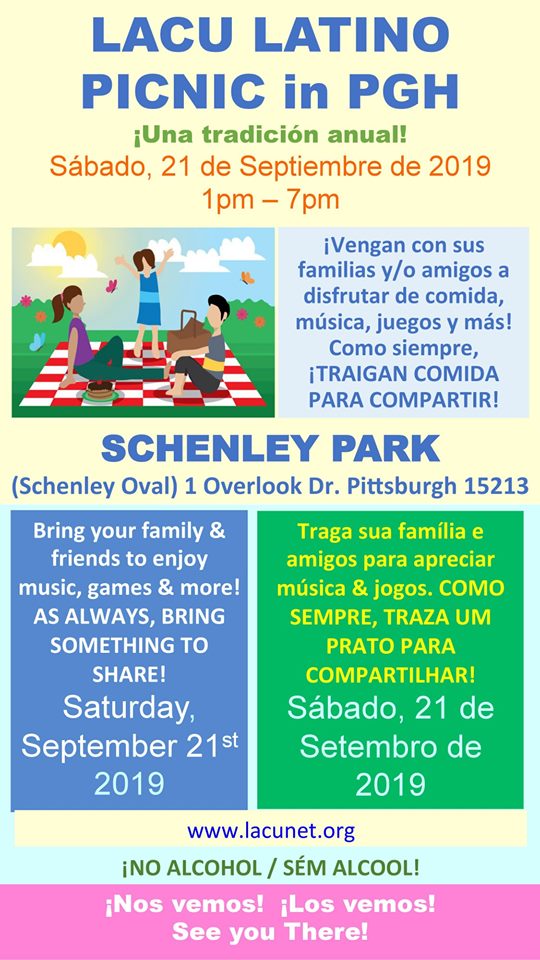 LACU LATINO
PICNIC in PGH
¡Una tradición anual!
Sábado, 21 de Septiembre de 2019
1pm – 7pm
¡Vengan con sus
familias y/o amigos a
disfrutar de comida,
música, juegos y más!
Como siempre,
¡TRAIGAN COMIDA
PARA COMPARTIR!
SCHENLEY PARK
(Schenley Oval) 1 Overlook Dr. Pittsburgh 15213
Bring your family &
friends to enjoy
music, games & more!
AS ALWAYS, BRING
SOMETHING TO
SHARE!
Saturday,
September 21st
2019
Traga sua família e
amigos para apreciar
música & jogos. COMO
SEMPRE, TRAZA UM
PRATO PARA
COMPARTILHAR!
Sábado, 21 de
Setembro de
2019
www.lacunet.org
¡NO ALCOHOL / SÉM ALCOOL!
¡Nos vemos! ¡Los vemos!
See you There!